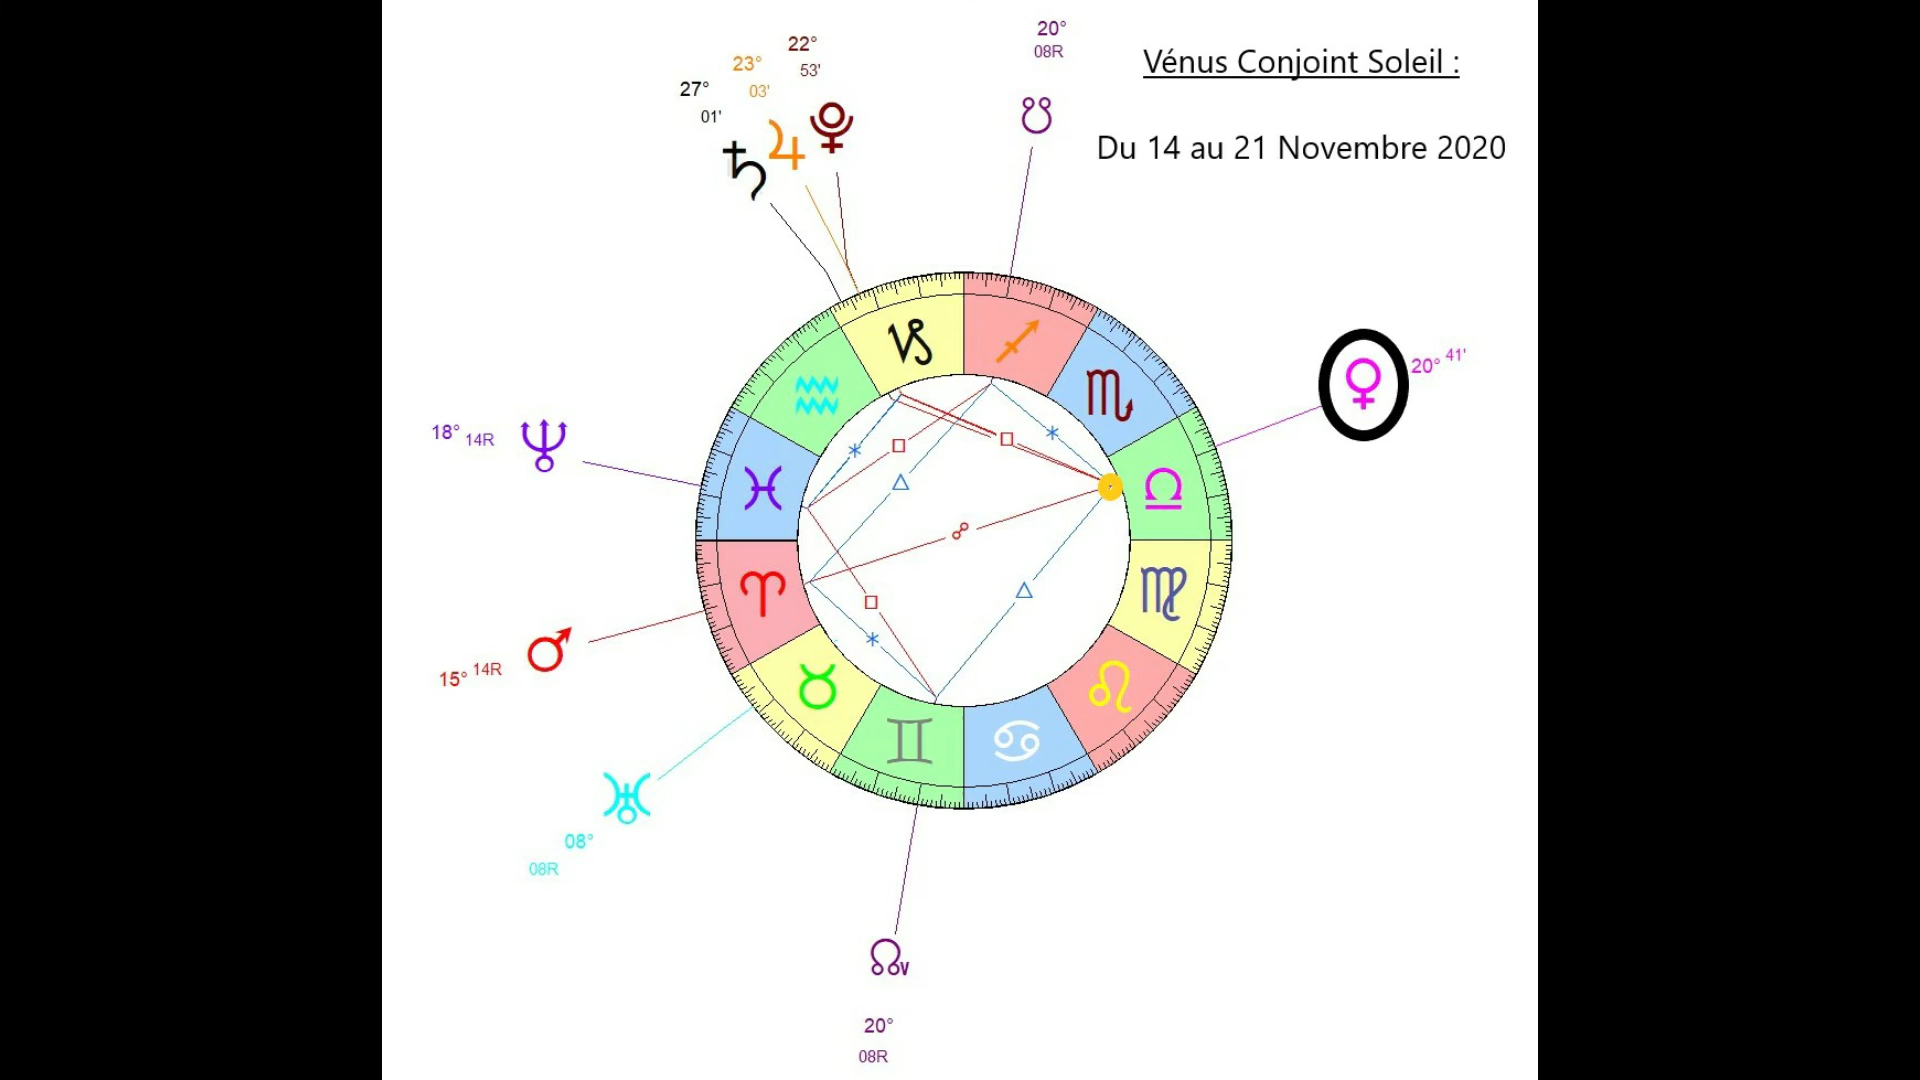 20°
08R
Vénus Conjoint Soleil :
Du 14 au 21 Novembre 2020
22°
53'
23°
03'
27°
01'
20° 41'
18° 14R
15° 14R
08°
08R
V
20°
08R